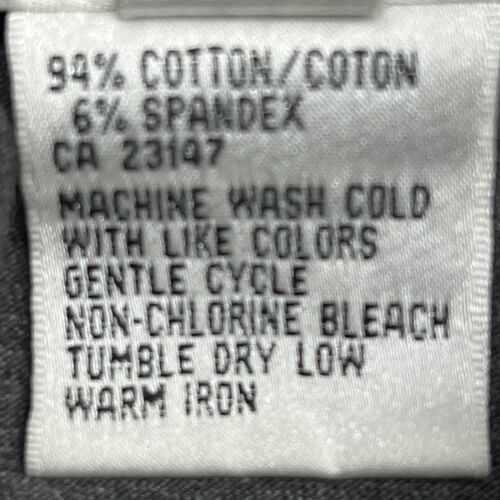 94% COTTON/COTON
6% SPANDEX
CA 23147
MACHINE WASH COLD
WITH LIKE COLORS
GENTLE CYCLE
NON-CHLORINE BLEACH
TUMBLE DRY LOW
WARM IRON